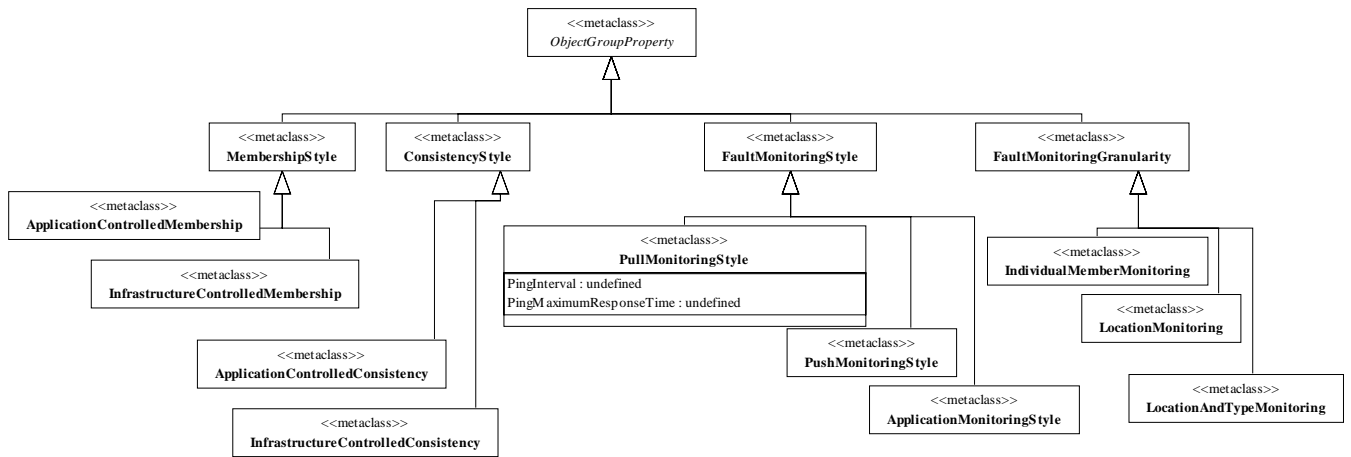 <<metaclass>>
ObjectGroupProperty
<<metaclass>>
MembershipStyle
<<metaclass>>
ConsistencyStyle
<<metaclass>>
FaultMonitoringStyle
<<metaclass>>
FaultMonitoringGranularity
<<metaclass>>
ApplicationControlledMembership
<<metaclass>>
InfrastructureControlledMembership
<<metaclass>>
ApplicationControlledConsistency
<<metaclass>>
InfrastructureControlledConsistency
<<metaclass>>
PullMonitoringStyle
PingInterval : undefined
PingMaximumResponseTime : undefined
<<metaclass>>
PushMonitoringStyle
<<metaclass>>
ApplicationMonitoringStyle
<<metaclass>>
IndividualMemberMonitoring
<<metaclass>>
LocationMonitoring
<<metaclass>>
LocationAndTypeMonitoring